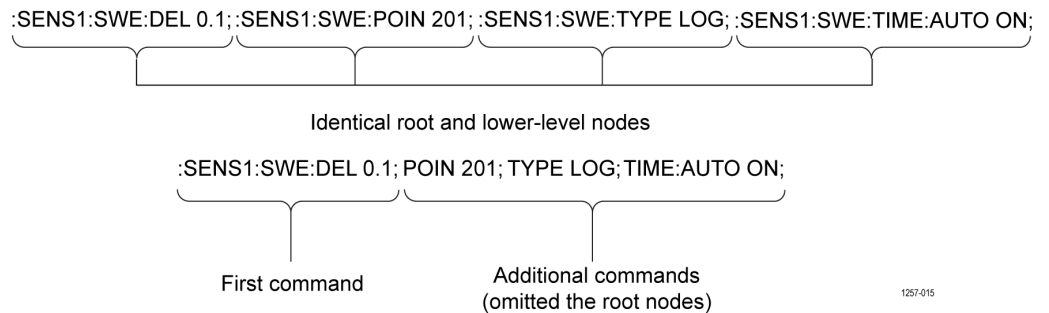 :SENS1:SWE:DEL 0.1; :SENS1:SWE:POIN 201; :SENS1:SWE:TYPE LOG; :SENS1:SWE:TIME:AUTO ON;
Identical root and lower-level nodes
:SENS1:SWE:DEL 0.1; POIN 201; TYPE LOG; TIME:AUTO ON;
First command
Additional commands
(omitted the root nodes)
1257-015